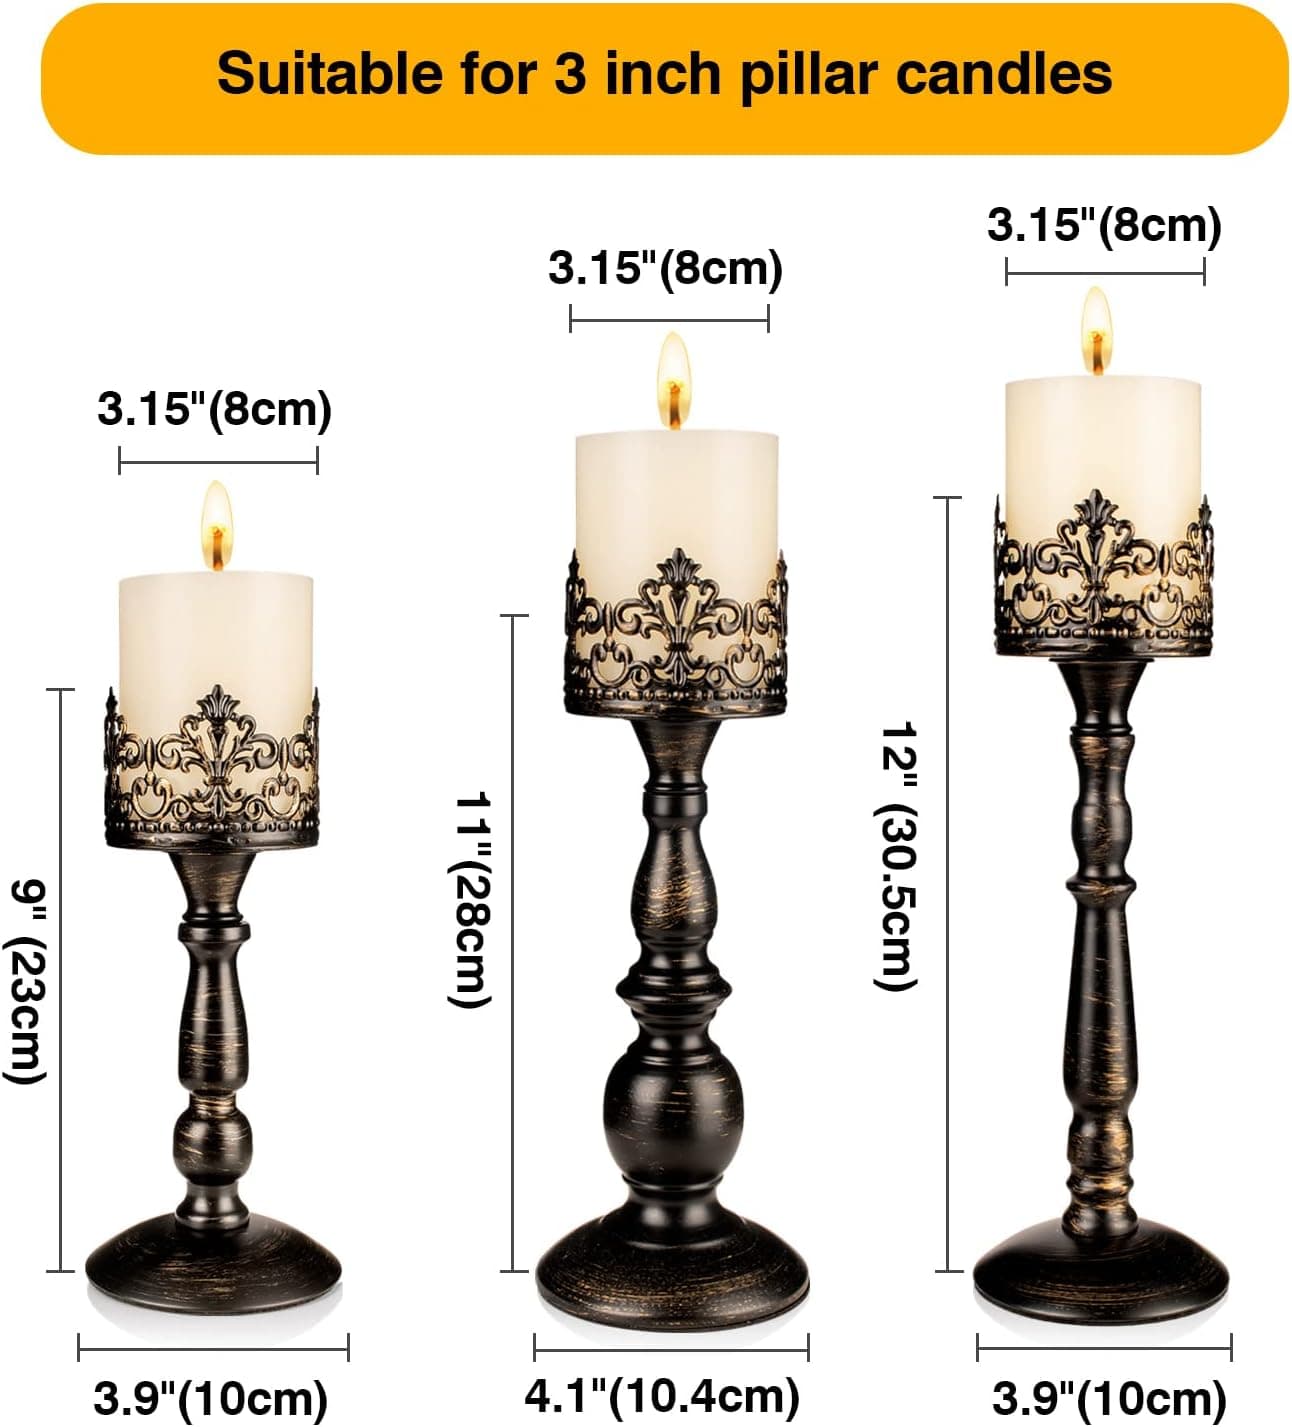 Suitable for 3 inch pillar candles
3.15"(8cm)
3.15"(8cm)
3.15"(8cm)
9" (23cm)
11"(28cm)
12" (30.5cm)
3.9"(10cm)
4.1"(10.4cm)
3.9"(10cm)